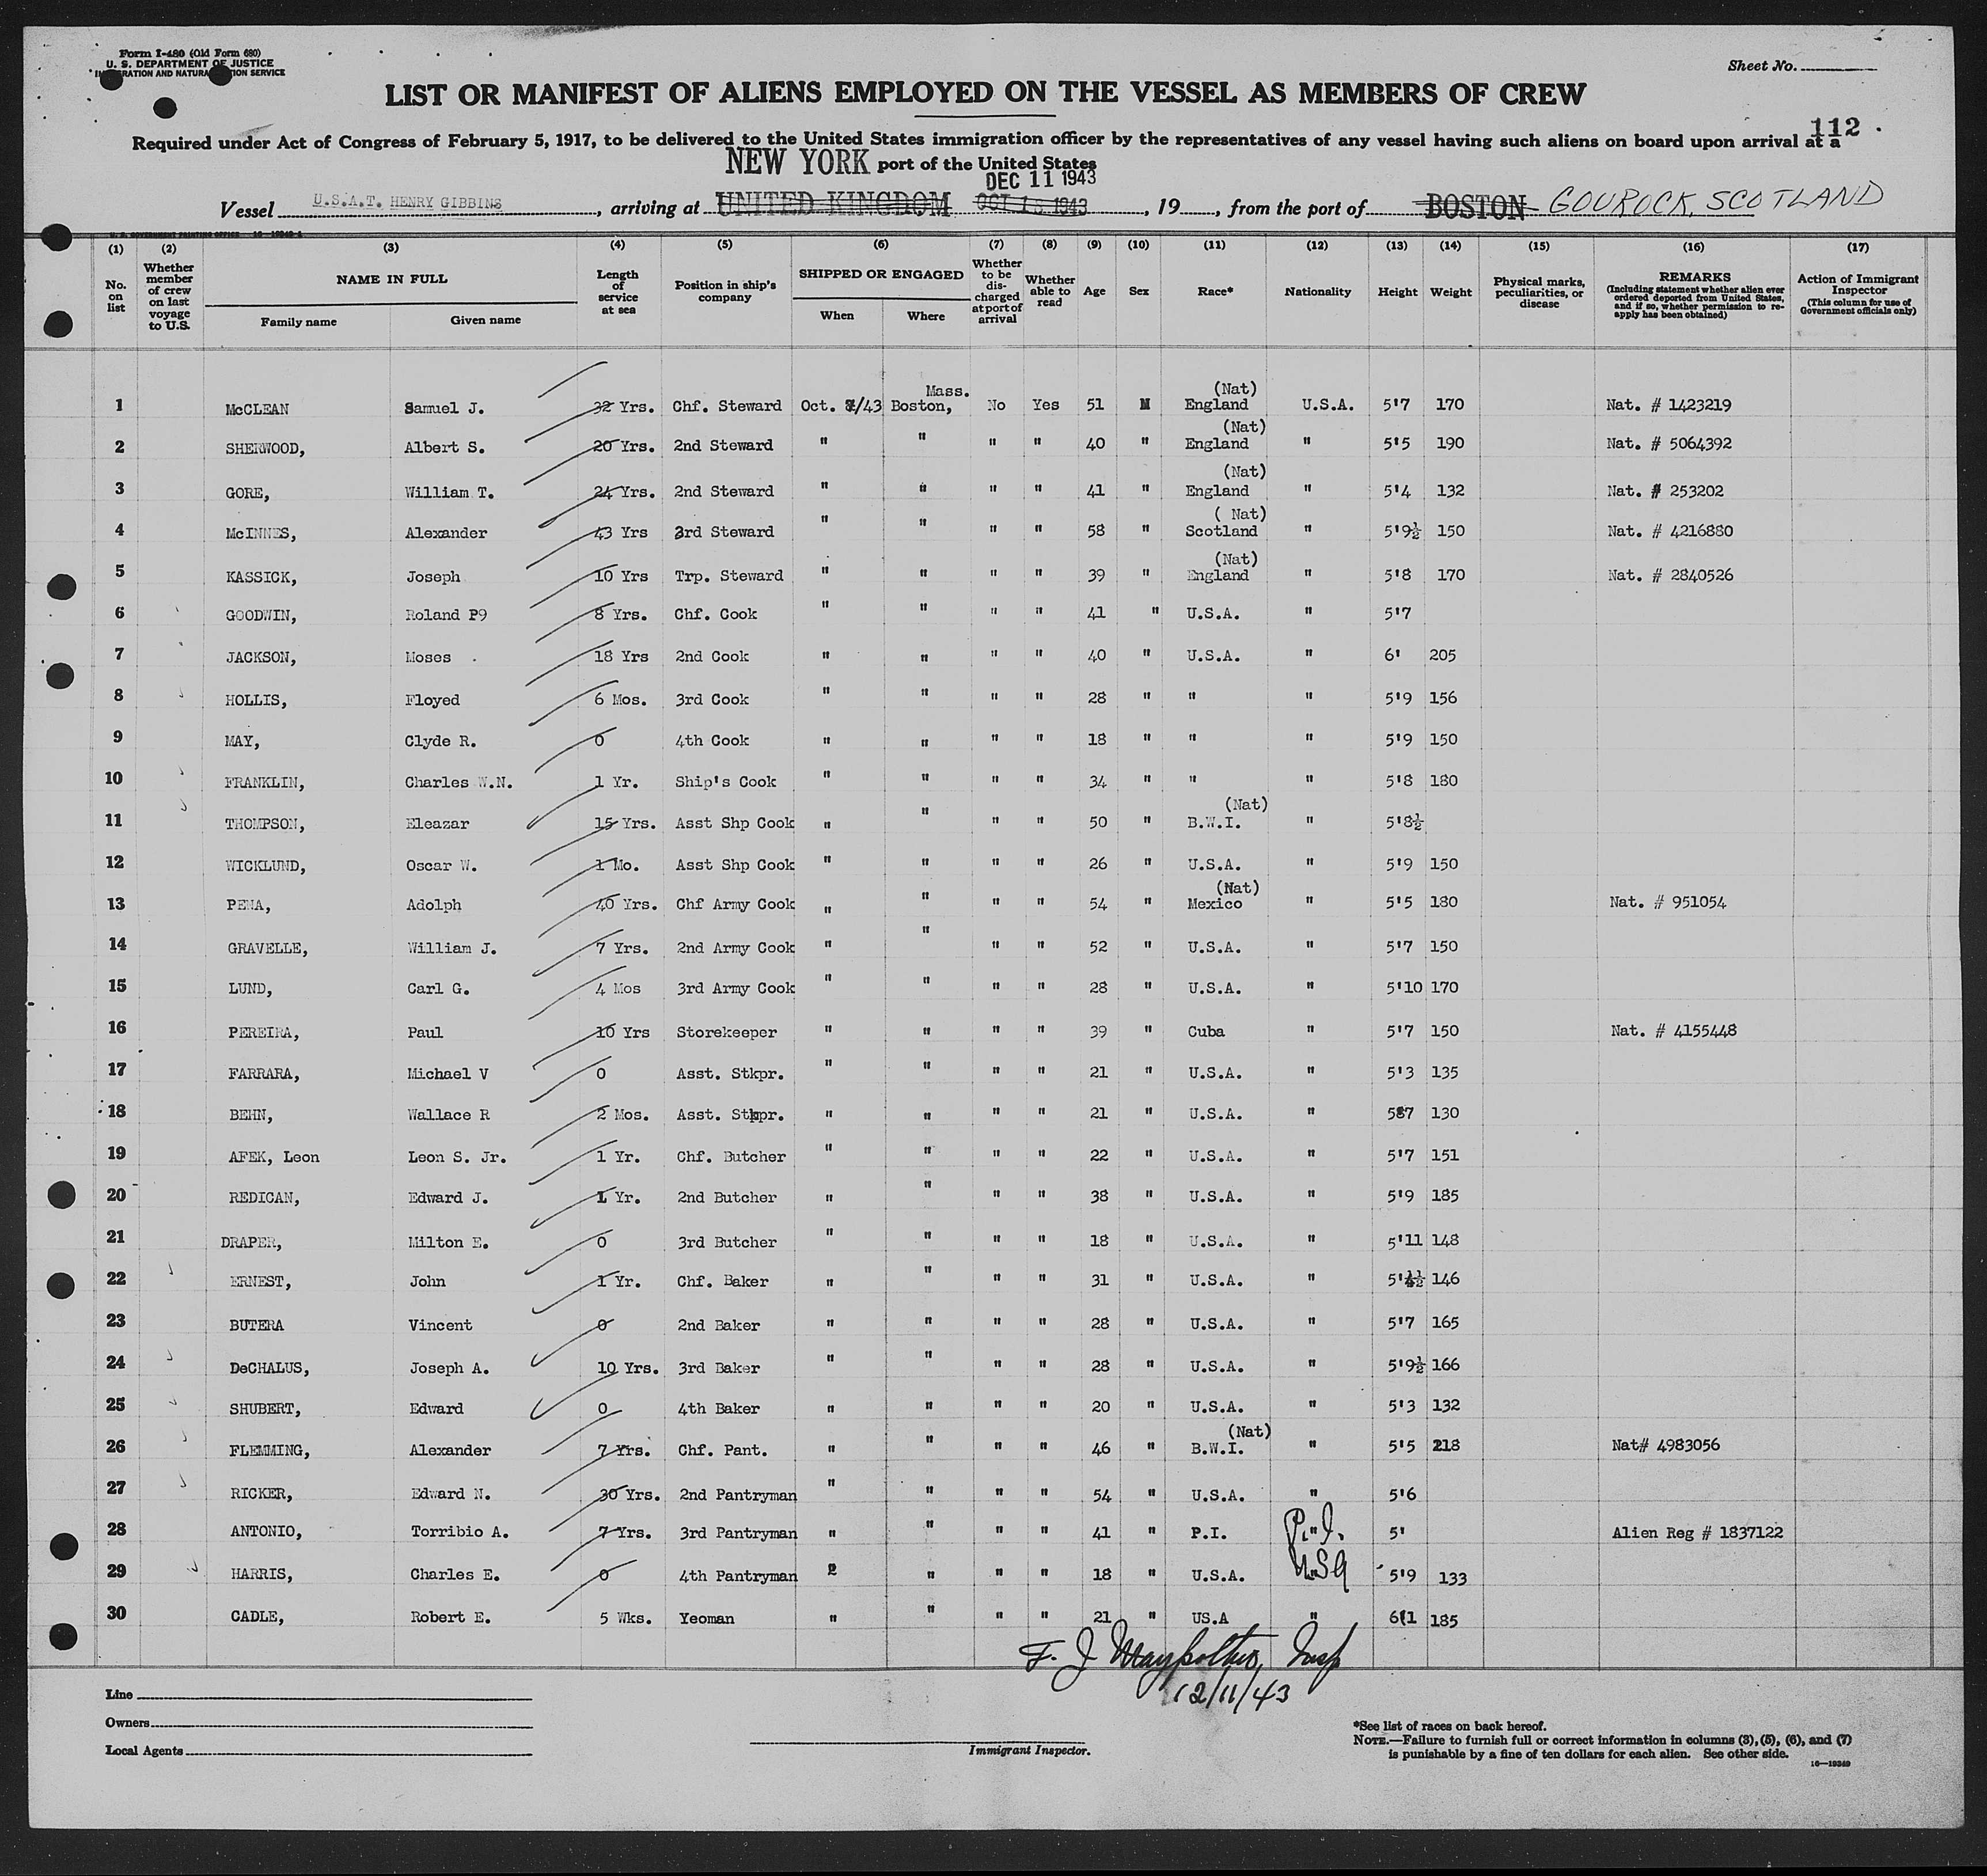 Form I-480 (Old Form 680)
U. S. DEPARTMENT OF JUSTICE
IMMIGRATION AND NATURALIZATION SERVICE
Sheet No.
LIST OR MANIFEST OF ALIENS EMPLOYED ON THE VESSEL AS MEMBERS OF CREW
112
Required under Act of Congress of February 5, 1917, to be delivered to the United States immigration officer by the representatives of any vessel having such aliens on board upon arrival at a
NEW YORK port of the United States
DEC 11 1943
Vessel U.S.A.T. HENRY GIBBINS, arriving at UNITED KINGDOM OCT 18 1943, 19, from the port of BOSTON GOUROCK, SCOTLAND
(1) (2) (3) (4) (5) (6) (7) (8) (9) (10) (11) (12) (13) (14) (15) (16) (17)
No. on list Whether member of crew on last voyage to U.S. NAME IN FULL Family name Given name Length of service at sea Position in ship's company SHIPPED OR ENGAGED When Where Whether to be discharged at port of arrival Whether able to read Age Sex Race* Nationality Height Weight Physical marks, peculiarities, or disease REMARKS (Including statement whether alien ever ordered deported from United States, and if so, whether permission to reapply has been obtained) Action of Immigrant Inspector (This column for use of Government officials only)
1 McCLEAN Samuel J. 32 Yrs. Chf. Steward Oct. 7/43 Boston, Mass. No Yes 51 M England (Nat) U.S.A. 5'7 170 Nat. # 1423219
2 SHERWOOD, Albert S. 20 Yrs. 2nd Steward " " " " 40 " England (Nat) " 5'5 190 Nat. # 5064392
3 GORE, William T. 24 Yrs. 2nd Steward " " " " 41 " England (Nat) " 5'4 132 Nat. # 253202
4 McINNES, Alexander 43 Yrs 3rd Steward " " " " 58 " Scotland ( Nat) " 5'9½ 150 Nat. # 4216880
5 KASSICK, Joseph 10 Yrs Trp. Steward " " " " 39 " England (Nat) " 5'8 170 Nat. # 2840526
6 GOODWIN, Roland P9 8 Yrs. Chf. Cook " " " " 41 " U.S.A. " 5'7
7 JACKSON, Moses 18 Yrs 2nd Cook " " " " 40 " U.S.A. " 6' 205
8 HOLLIS, Floyed 6 Mos. 3rd Cook " " " " 28 " " " 5'9 156
9 MAY, Clyde R. 0 4th Cook " " " " 18 " " " 5'9 150
10 FRANKLIN, Charles W.N. 1 Yr. Ship's Cook " " " " 34 " " " 5'8 180
11 THOMPSON, Eleazar 15 Yrs. Asst Shp Cook " " " " 50 " B.W.I. (Nat) " 5'8½
12 WICKLUND, Oscar W. 1 Mo. Asst Shp Cook " " " " 26 " U.S.A. " 5'9 150
13 PENA, Adolph 40 Yrs. Chf Army Cook " " " " 54 " Mexico (Nat) " 5'5 180 Nat. # 951054
14 GRAVELLE, William J. 7 Yrs. 2nd Army Cook " " " " 52 " U.S.A. " 5'7 150
15 LUND, Carl G. 4 Mos 3rd Army Cook " " " " 28 " U.S.A. " 5'10 170
16 PEREIRA, Paul 10 Yrs Storekeeper " " " " 39 " Cuba " 5'7 150 Nat. # 4155448
17 FARRARA, Michael V 0 Asst. Stkpr. " " " " 21 " U.S.A. " 5'3 135
18 BEHN, Wallace R 2 Mos. Asst. Stkpr. " " " " 21 " U.S.A. " 587 130
19 AFEK, Leon Leon S. Jr. 1 Yr. Chf. Butcher " " " " 22 " U.S.A. " 5'7 151
20 REDICAN, Edward J. 1 Yr. 2nd Butcher " " " " 38 " U.S.A. " 5'9 185
21 DRAPER, Milton E. 0 3rd Butcher " " " " 18 " U.S.A. " 5'11 148
22 ERNEST, John 1 Yr. Chf. Baker " " " " 31 " U.S.A. " 146
23 BUTERA Vincent 0 2nd Baker " " " " 28 " U.S.A. " 5'7 165
24 DeCHALUS, Joseph A. 10 Yrs. 3rd Baker " " " " 28 " U.S.A. " 5'9½ 166
25 SHUBERT, Edward 0 4th Baker " " " " 20 " U.S.A. " 5'3 132
26 FLEMMING, Alexander 7 Yrs. Chf. Pant. " " " " 46 " B.W.I. (Nat) " 5'5 218 Nat# 4983056
27 RICKER, Edward N. 30 Yrs. 2nd Pantryman " " " " 54 " U.S.A. " 5'6
28 ANTONIO, Torribio A. 7 Yrs. 3rd Pantryman " " " " 41 " P.I. " P.I. 5' Alien Reg # 1837122
29 HARRIS, Charles E. 0 4th Pantryman " " " " 18 " U.S.A. " USA 5'9 133
30 CADLE, Robert E. 5 Wks. Yeoman " " " " 21 " US.A " 6(1 185
F. J. Insp
12/11/43
Line
Owners
Local Agents
Immigrant Inspector.
*See list of races on back hereof.
NOTE.—Failure to furnish full or correct information in columns (3), (5), (6), and (7)
is punishable by a fine of ten dollars for each alien. See other side.
16—19349